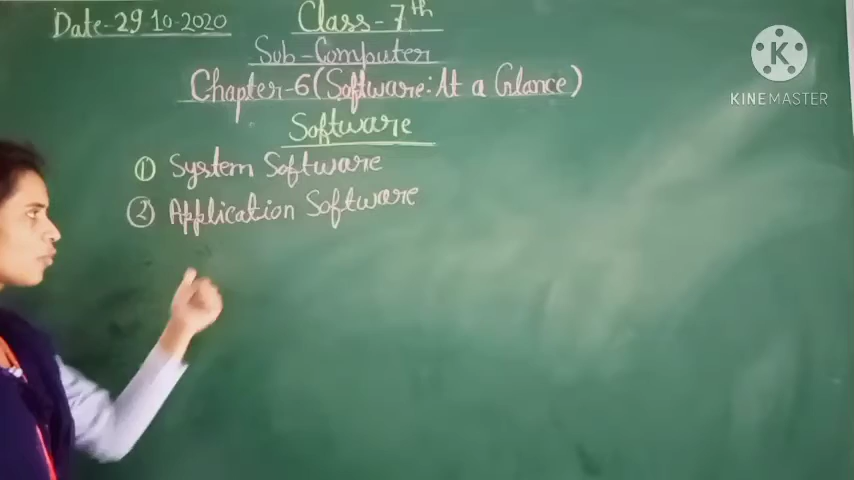 Date-29.10-2020
Class-7th
Sub-Computer
Chapter-6(Software:At a Glance)
Software
① System Software
② Application Software
K
KINEMASTER